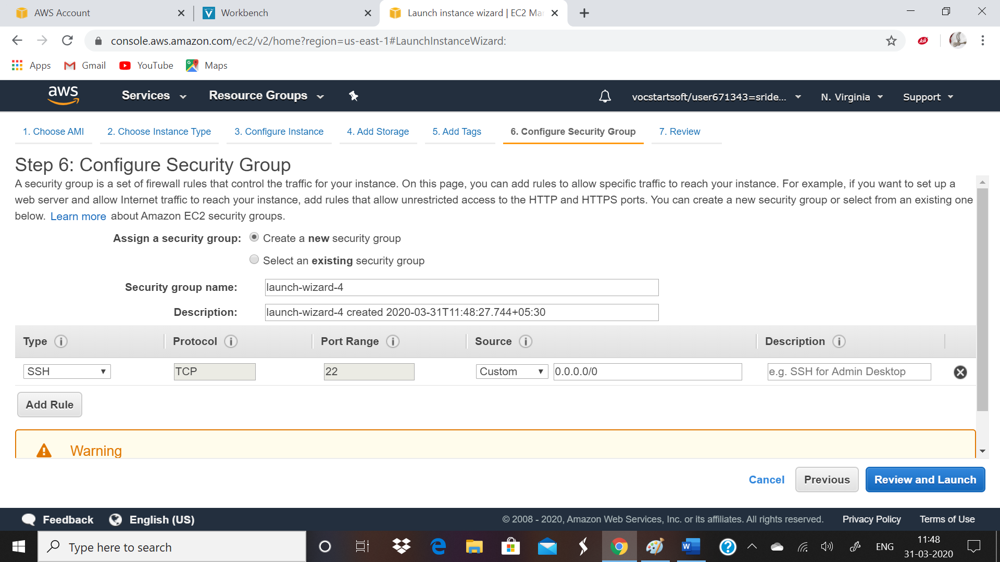 AWS Account
Workbench
Launch instance wizard | EC2 Mar
console.aws.amazon.com/ec2/v2/home?region=us-east-1#LaunchInstanceWizard:
Ask
Apps
Gmail
YouTube
Maps
aws
Services
Resource Groups
vocstartsoft/user671343=sride...
N. Virginia
Support
1. Choose AMI
2. Choose Instance Type
3. Configure Instance
4. Add Storage
5. Add Tags
6. Configure Security Group
7. Review
Step 6: Configure Security Group
A security group is a set of firewall rules that control the traffic for your instance. On this page, you can add rules to allow specific traffic to reach your instance. For example, if you want to set up a
web server and allow Internet traffic to reach your instance, add rules that allow unrestricted access to the HTTP and HTTPS ports. You can create a new security group or select from an existing one
below. Learn more about Amazon EC2 security groups.
Assign a security group:
Create a new security group
Select an existing security group
Security group name:
launch-wizard-4
Description:
launch-wizard-4 created 2020-03-31T11:48:27.744+05:30
Type
Protocol
Port Range
Source
Description
SSH
TCP
22
Custom
0.0.0.0/0
e.g. SSH for Admin Desktop
Add Rule
Warning
Cancel
Previous
Review and Launch
Feedback
English (US)
© 2008 - 2020, Amazon Web Services, Inc. or its affiliates. All rights reserved.
Privacy Policy
Terms of Use
Type here to search
ENG
11:48
31-03-2020